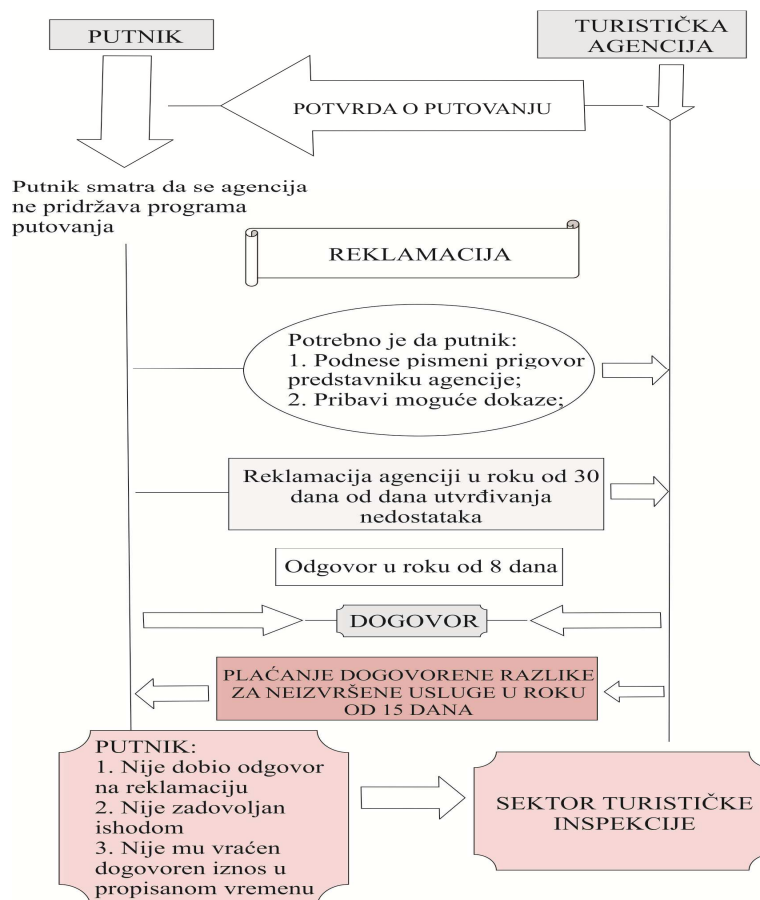 PUTNIK
TURISTIČKA
AGENCIJA
POTVRDA O PUTOVANJU
Putnik smatra da se agencija
ne pridržava programa
putovanja
REKLAMACIJA
Potrebno je da putnik:
1. Podnese pismeni prigovor
predstavniku agencije;
2. Pribavi moguće dokaze;
Reklamacija agenciji u roku od 30
dana od dana utvrđivanja
nedostataka
Odgovor u roku od 8 dana
DOGOVOR
PLAĆANJE DOGOVORENE RAZLIKE
ZA NEIZVRŠENE USLUGE U ROKU
OD 15 DANA
PUTNIK:
1. Nije dobio odgovor
na reklamaciju
2. Nije zadovoljan
ishodom
3. Nije mu vraćen
dogovoren iznos u
propisanom vremenu
SEKTOR TURISTIČKE
INSPEKCIJE